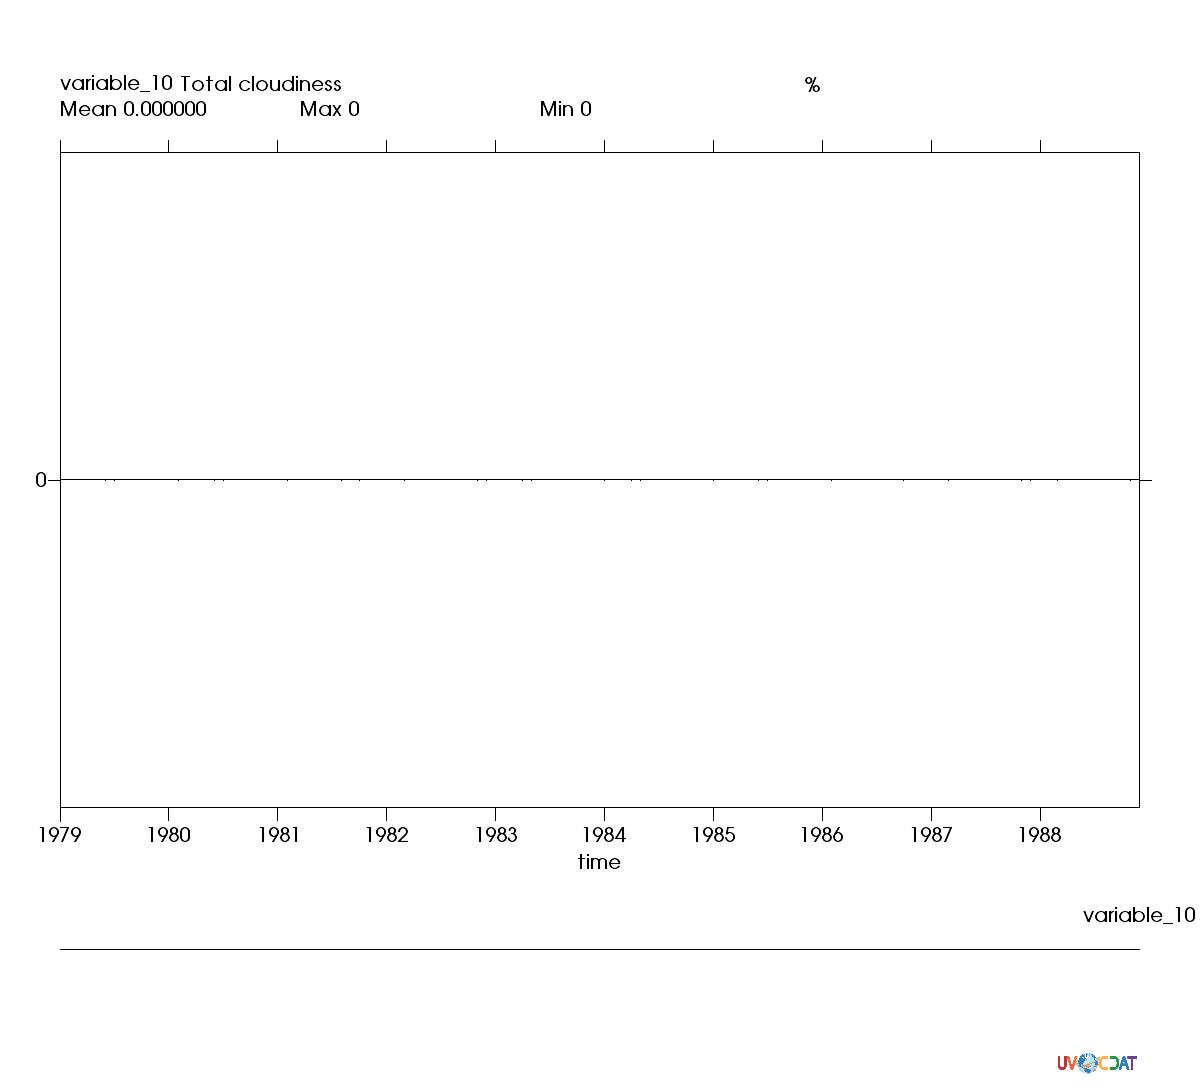 variable_10 Total cloudiness %
Mean 0.000000 Max 0 Min 0
0
1979 1980 1981 1982 1983 1984 1985 1986 1987 1988
time
variable_10
UV CDAT